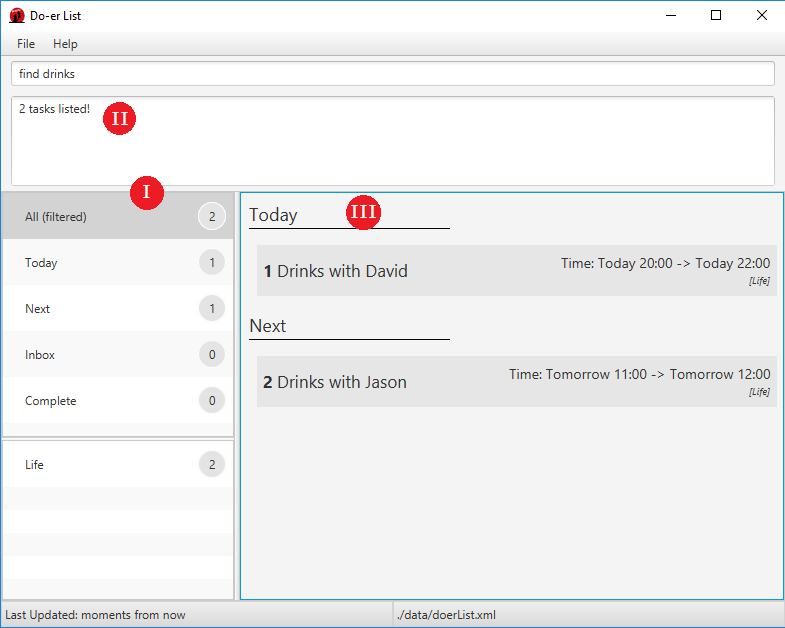 Do-er List
File Help
find drinks
2 tasks listed!
II
I
All (filtered) 2
Today 1
Next 1
Inbox 0
Complete 0
Life 2
III
Today
1 Drinks with David Time: Today 20:00 -> Today 22:00
[Life]
Next
2 Drinks with Jason Time: Tomorrow 11:00 -> Tomorrow 12:00
[Life]
Last Updated: moments from now ./data/doerList.xml